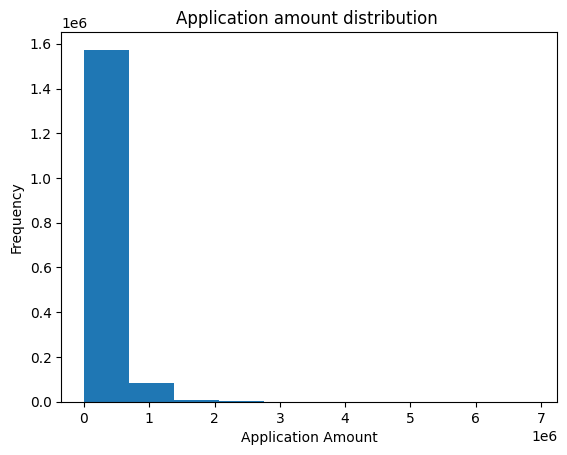 Application amount distribution
1e6
1.6
1.4
1.2
1.0
0.8
0.6
0.4
0.2
0.0
Frequency
0 1 2 3 4 5 6 7
1e6
Application Amount